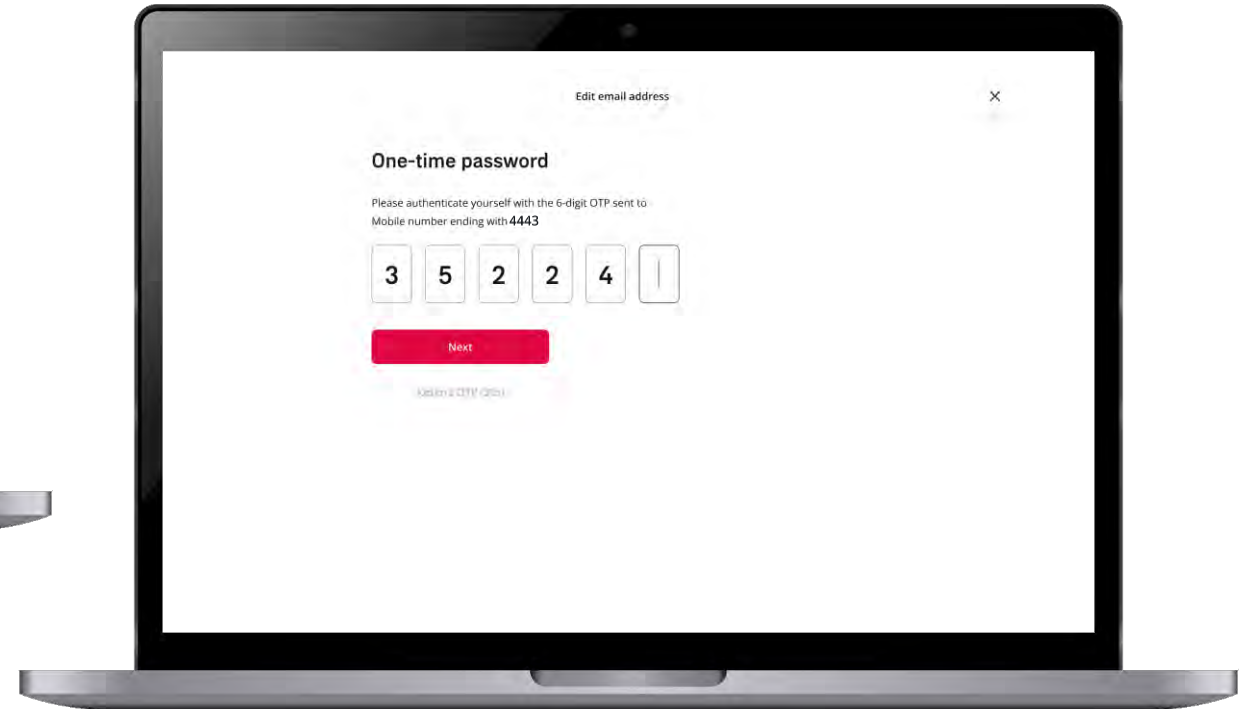 Edit email address
One-time password
Please authenticate yourself with the 6-digit OTP sent to
Mobile number ending with 4443
3 5 2 2 4
Next
OTP